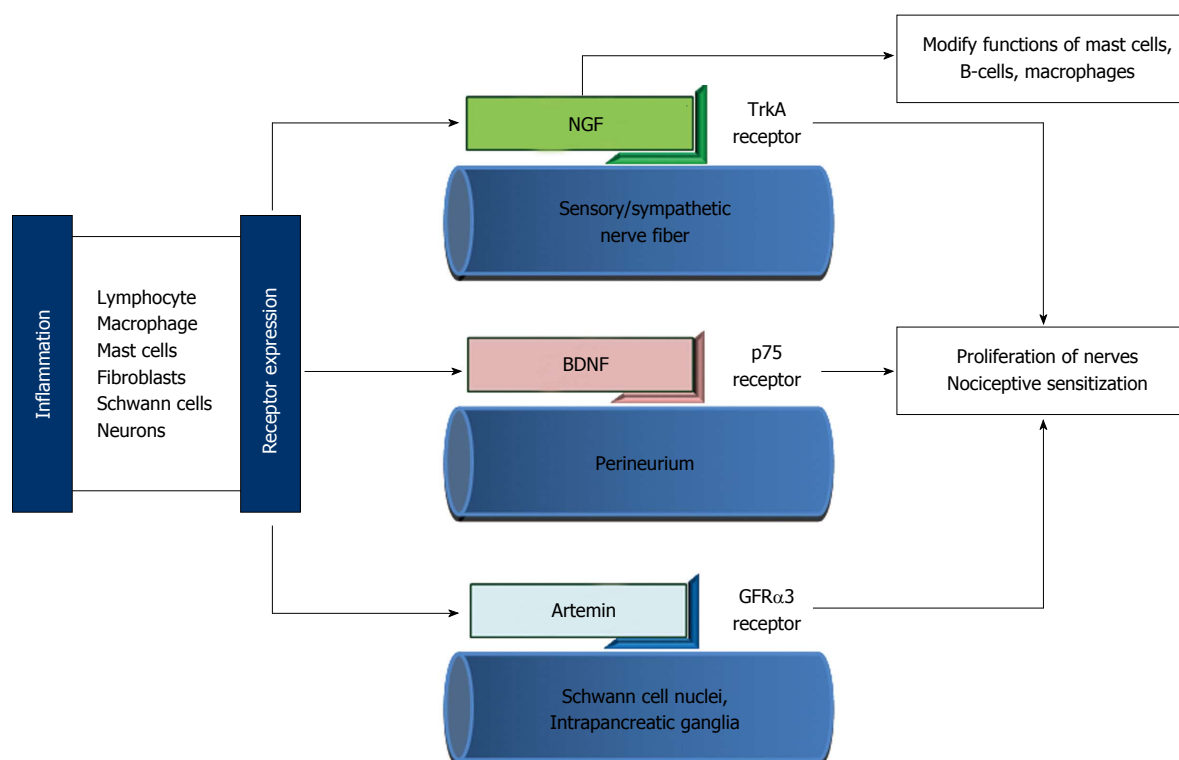 Modify functions of mast cells,
B-cells, macrophages
NGF
TrkA
receptor
Sensory/sympathetic
nerve fiber
Inflammation
Lymphocyte
Macrophage
Mast cells
Fibroblasts
Schwann cells
Neurons
Receptor expression
BDNF
p75
receptor
Proliferation of nerves
Nociceptive sensitization
Perineurium
Artemin
GFRα3
receptor
Schwann cell nuclei,
Intrapancreatic ganglia